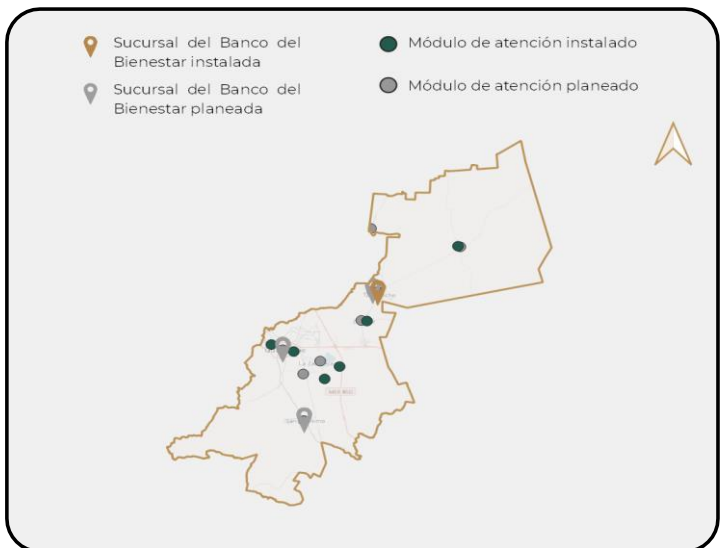 Sucursal del Banco del
Bienestar instalada
Sucursal del Banco del
Bienestar planeada
Módulo de atención instalado
Módulo de atención planeado